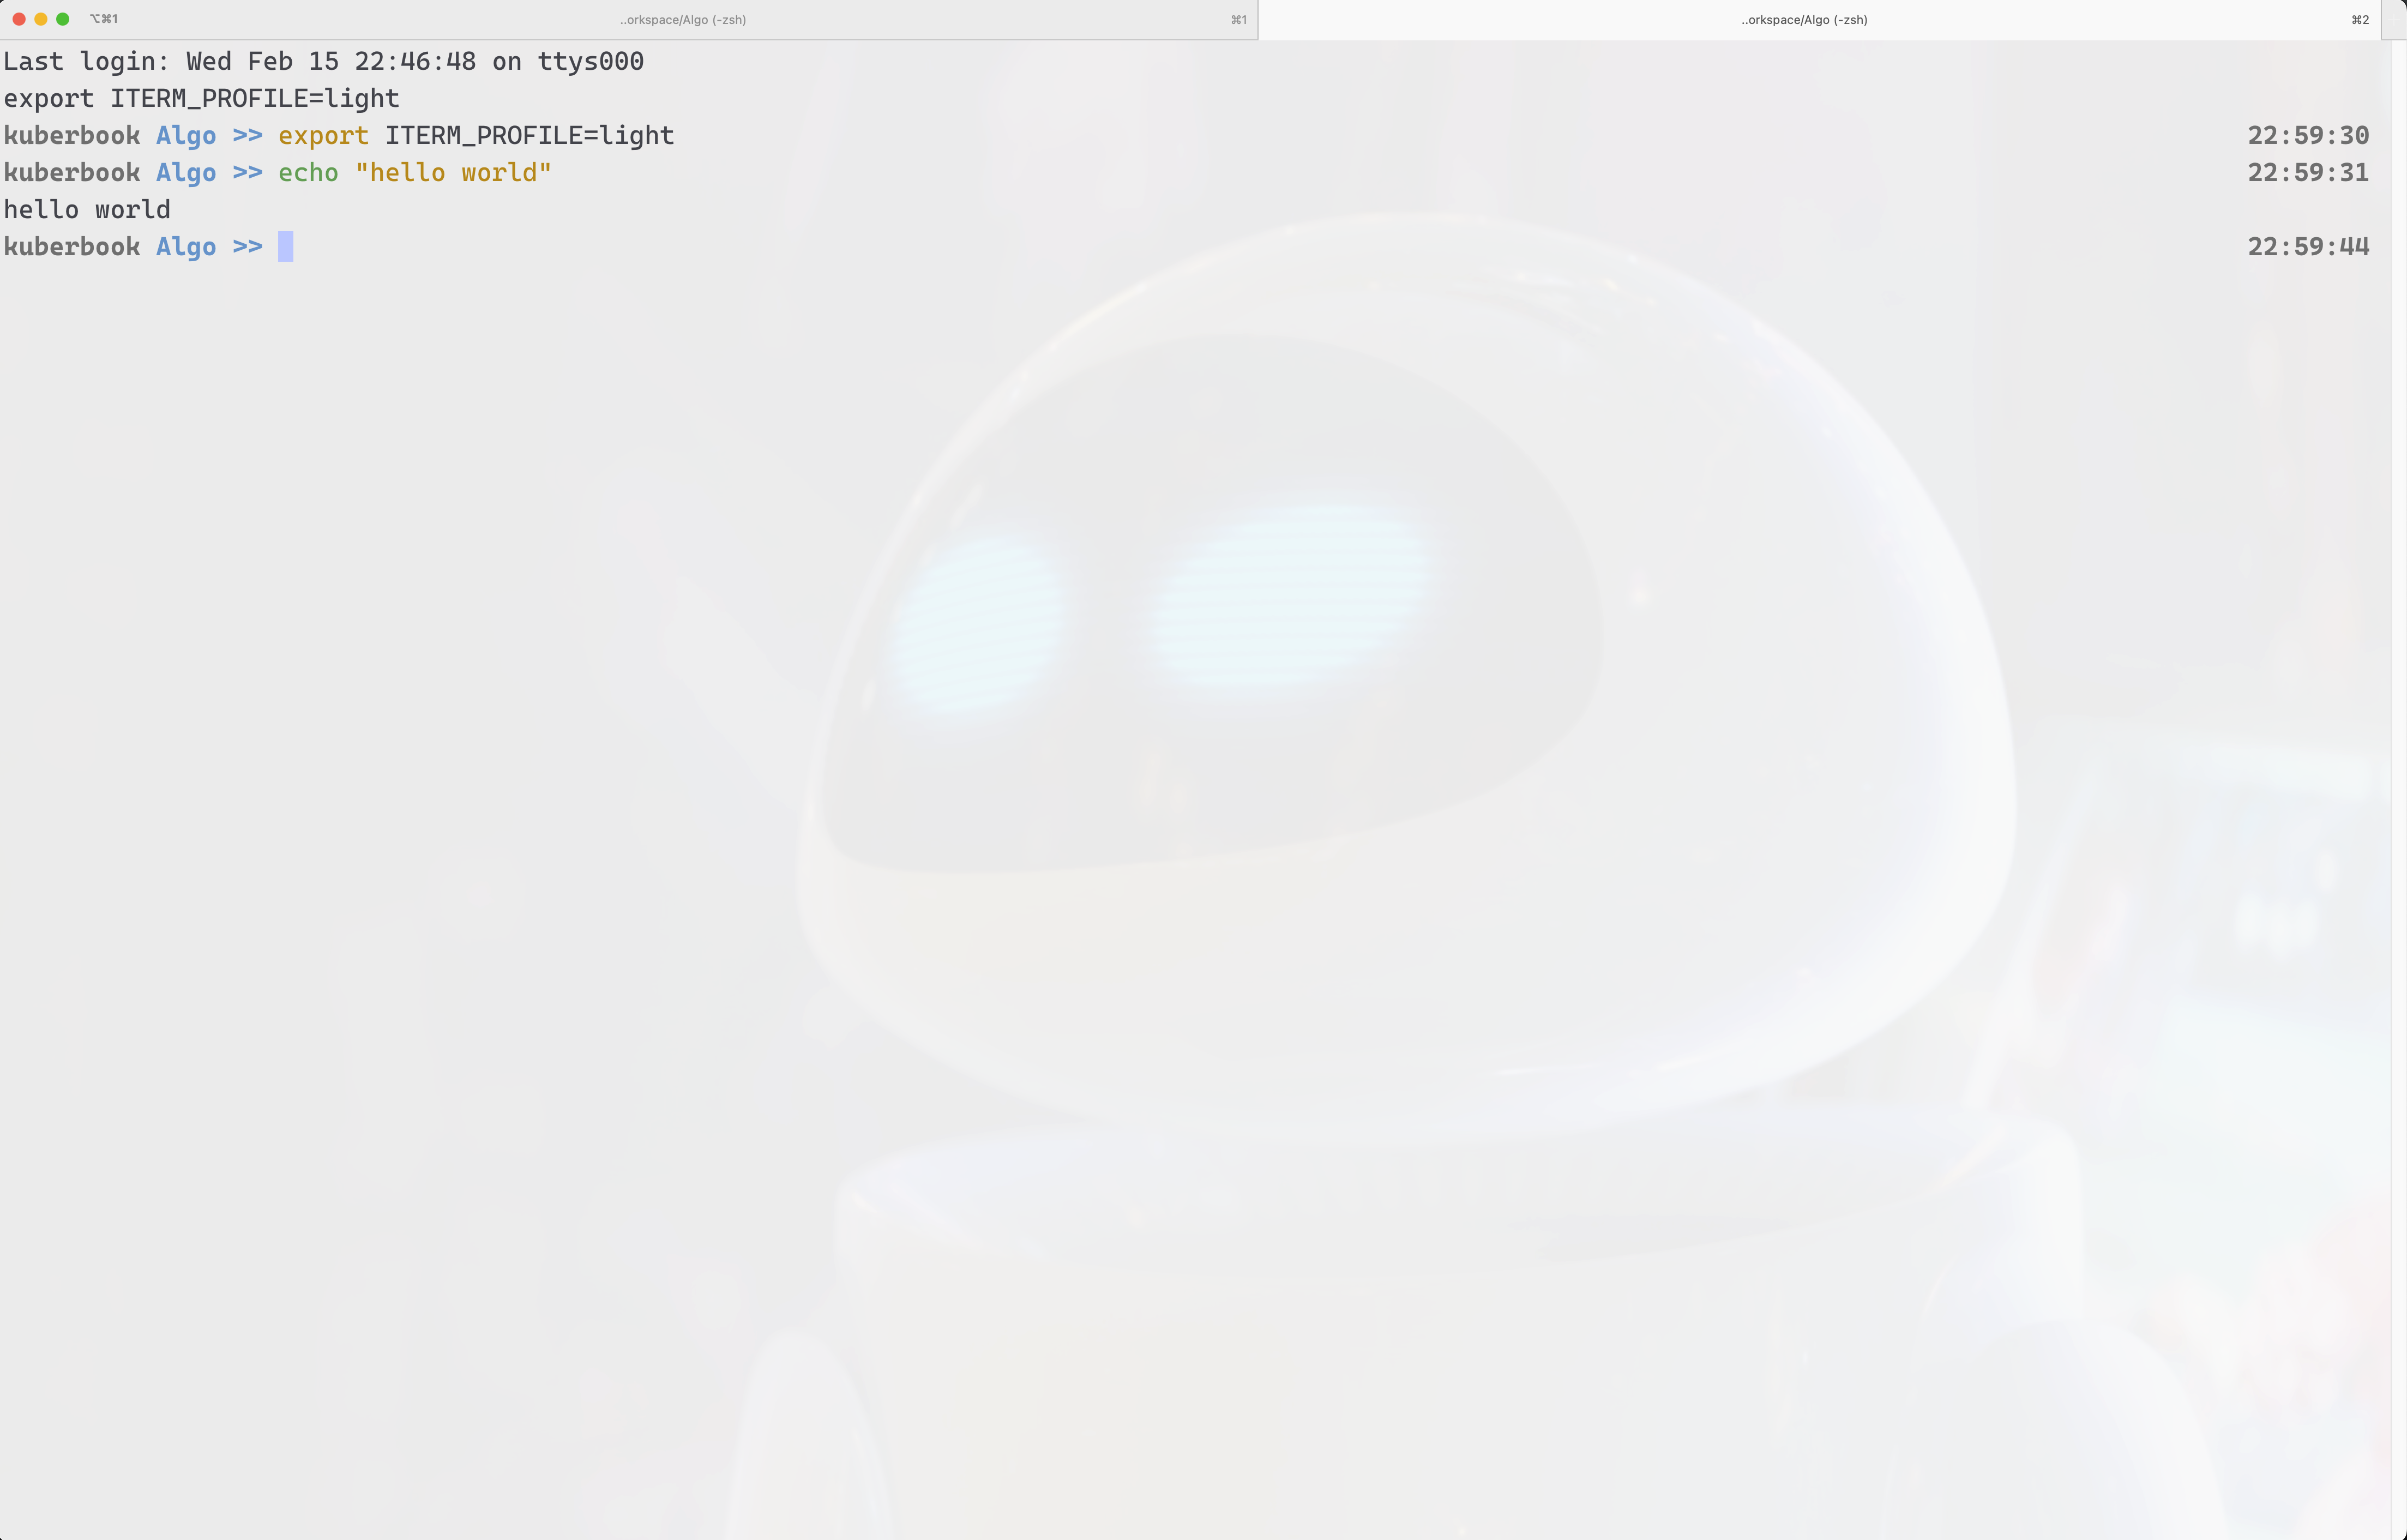 ⌥⌘1 ..orkspace/Algo (-zsh) ⌘1 ..orkspace/Algo (-zsh) ⌘2
Last login: Wed Feb 15 22:46:48 on ttys000
export ITERM_PROFILE=light
kuberbook Algo >> export ITERM_PROFILE=light 22:59:30
kuberbook Algo >> echo "hello world" 22:59:31
hello world
kuberbook Algo >> 22:59:44